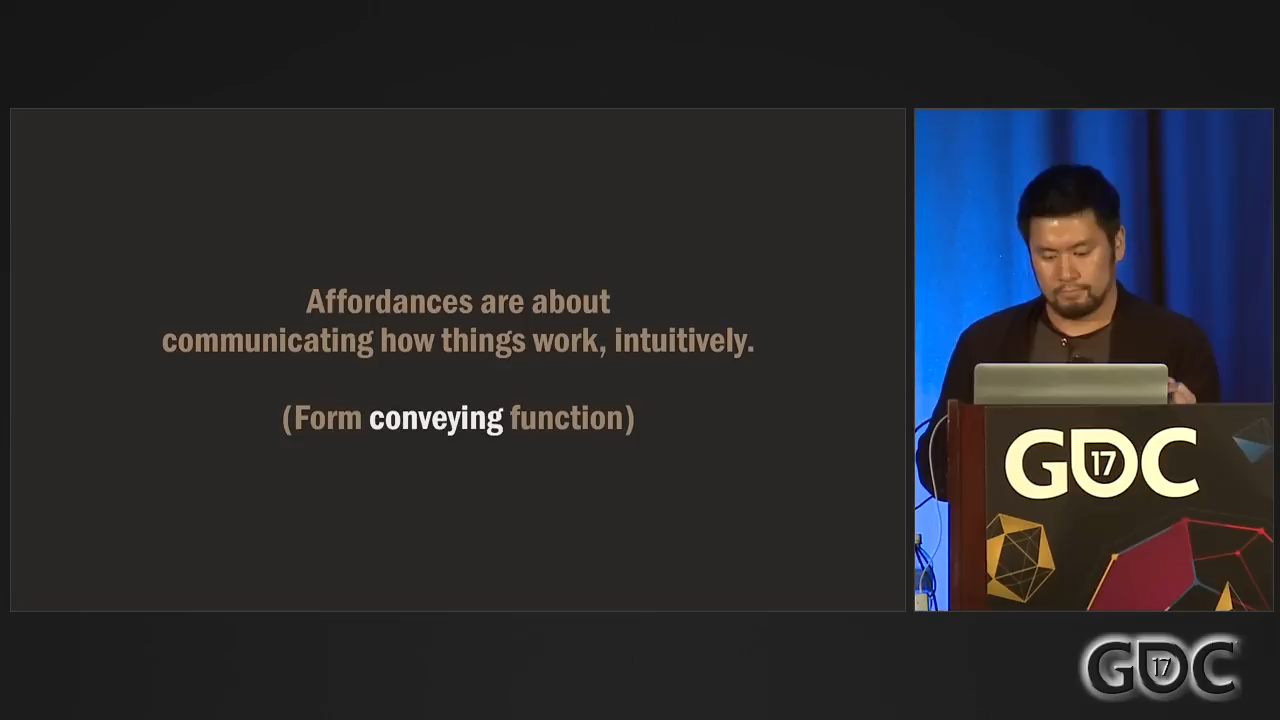 Affordances are about
communicating how things work, intuitively.
(Form conveying function)
GDC
17
GDC
17